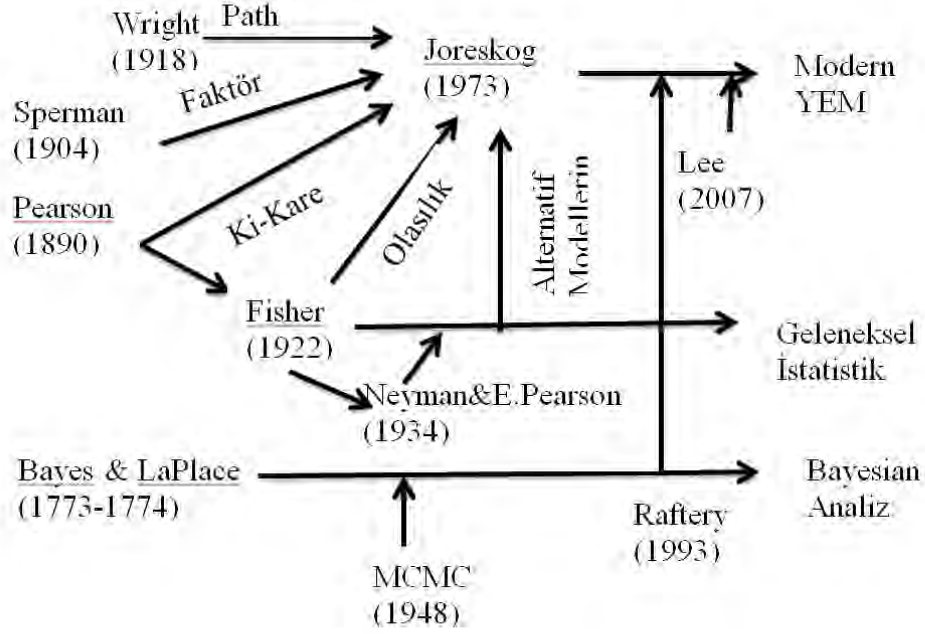 Wright
(1918)
Path
Joreskog
(1973)
Modern
YEM
Sperman
(1904)
Faktör
Lee
(2007)
Pearson
(1890)
Ki-Kare
Olasılık
Alternatif
Modellerin
Fisher
(1922)
Geleneksel
İstatistik
Neyman&E.Pearson
(1934)
Bayes & LaPlace
(1773-1774)
Bayesian
Analiz
Raftery
(1993)
MCMC
(1948)